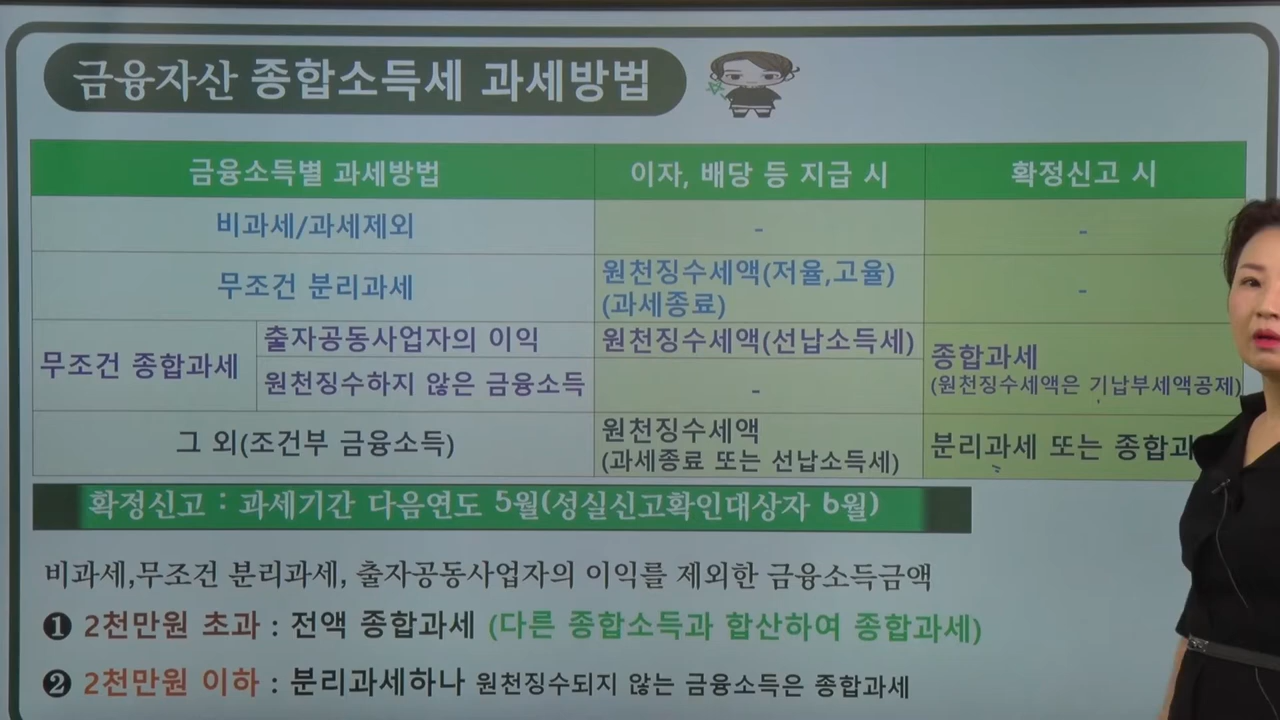 금융자산 종합소득세 과세방법
금융소득별 과세방법 이자, 배당 등 지급 시 확정신고 시
비과세/과세제외 - -
무조건 분리과세 원천징수세액(저율,고율) -
(과세종료)
무조건 종합과세 출자공동사업자의 이익 원천징수세액(선납소득세) 종합과세
원천징수하지 않은 금융소득 - (원천징수세액은 기납부세액공제)
그 외(조건부 금융소득) 원천징수세액 분리과세 또는
(과세종료 또는 선납소득세)
확정신고 : 과세기간 다음연도 5월(성실신고확인대상자 6월)
비과세,무조건 분리과세, 출자공동사업자의 이익를 제외한 금융소득금액
❶ 2천만원 초과 : 전액 종합과세 (다른 종합소득과 합산하여 종합과세)
❷ 2천만원 이하 : 분리과세하나 원천징수되지 않는 금융소득은 종합과세